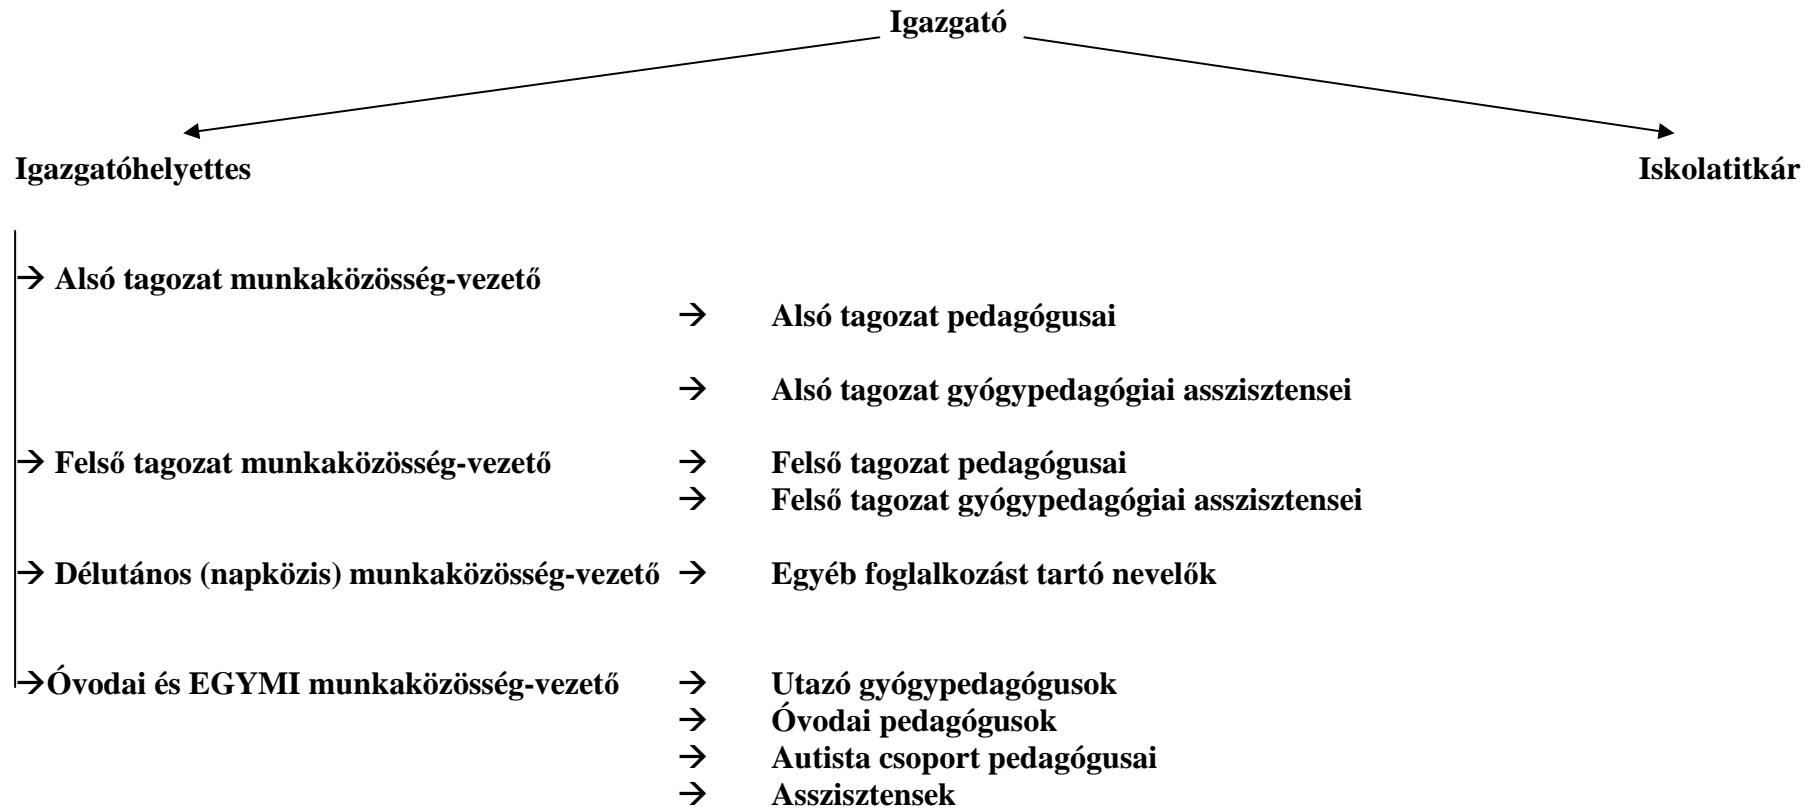 Igazgató
Igazgatóhelyettes Iskolatitkár
→ Alsó tagozat munkaközösség-vezető
→ Alsó tagozat pedagógusai
→ Alsó tagozat gyógypedagógiai asszisztensei
→ Felső tagozat munkaközösség-vezető → Felső tagozat pedagógusai
→ Felső tagozat gyógypedagógiai asszisztensei
→ Délutános (napközis) munkaközösség-vezető → Egyéb foglalkozást tartó nevelők
→Óvodai és EGYMI munkaközösség-vezető → Utazó gyógypedagógusok
→ Óvodai pedagógusok
→ Autista csoport pedagógusai
→ Asszisztensek